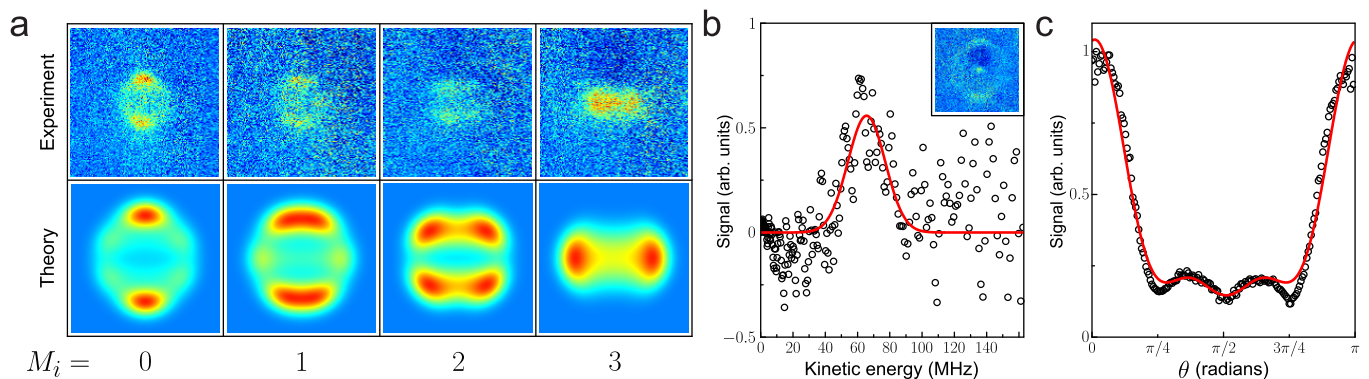 a
Experiment
Theory
M_i = 0 1 2 3
b
Signal (arb. units)
1
0.5
0
−0.5
0 20 40 60 80 100 120 140
Kinetic energy (MHz)
c
Signal (arb. units)
1
0.5
0
0 π/4 π/2 3π/4 π
θ (radians)